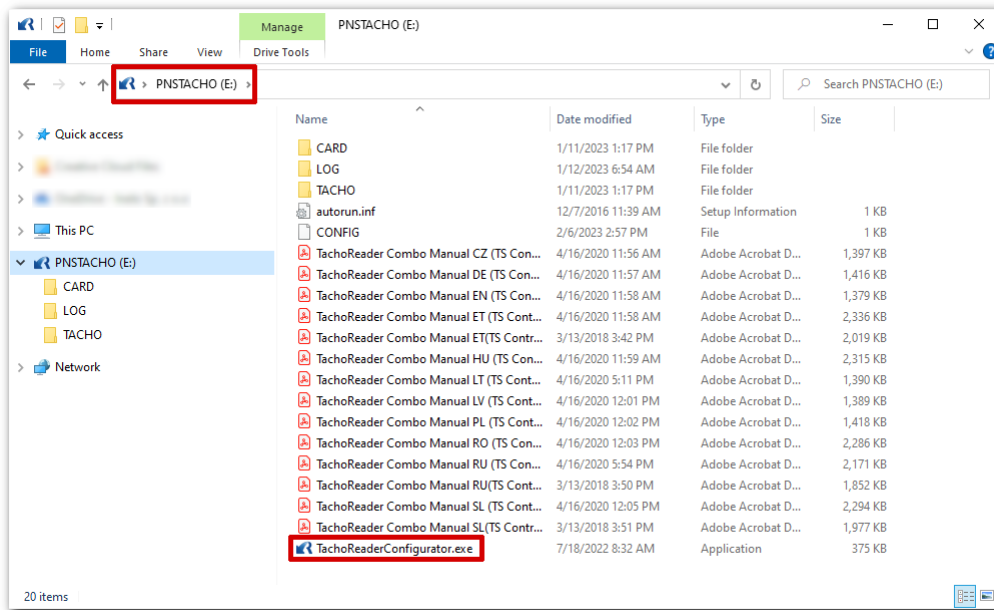 Manage PNSTACHO (E:)
File Home Share View Drive Tools
PNSTACHO (E:) Search PNSTACHO (E:)
Quick access
This PC
PNSTACHO (E:)
CARD
LOG
TACHO
Network
Name Date modified Type Size
CARD 1/11/2023 1:17 PM File folder
LOG 1/12/2023 6:54 AM File folder
TACHO 1/11/2023 1:17 PM File folder
autorun.inf 12/7/2016 11:39 AM Setup Information 1 KB
CONFIG 2/6/2023 2:57 PM File 1 KB
TachoReader Combo Manual CZ (TS Con... 4/16/2020 11:56 AM Adobe Acrobat D... 1,397 KB
TachoReader Combo Manual DE (TS Con... 4/16/2020 11:57 AM Adobe Acrobat D... 1,416 KB
TachoReader Combo Manual EN (TS Con... 4/16/2020 11:58 AM Adobe Acrobat D... 1,379 KB
TachoReader Combo Manual ET (TS Cont... 4/16/2020 11:58 AM Adobe Acrobat D... 2,336 KB
TachoReader Combo Manual ET(TS Contr... 3/13/2018 3:42 PM Adobe Acrobat D... 2,019 KB
TachoReader Combo Manual HU (TS Con... 4/16/2020 11:59 AM Adobe Acrobat D... 2,315 KB
TachoReader Combo Manual LT (TS Cont... 4/16/2020 5:11 PM Adobe Acrobat D... 1,390 KB
TachoReader Combo Manual LV (TS Cont... 4/16/2020 12:01 PM Adobe Acrobat D... 1,389 KB
TachoReader Combo Manual PL (TS Cont... 4/16/2020 12:02 PM Adobe Acrobat D... 1,418 KB
TachoReader Combo Manual RO (TS Con... 4/16/2020 12:03 PM Adobe Acrobat D... 2,286 KB
TachoReader Combo Manual RU (TS Con... 4/16/2020 5:54 PM Adobe Acrobat D... 2,171 KB
TachoReader Combo Manual RU(TS Cont... 3/13/2018 3:50 PM Adobe Acrobat D... 1,852 KB
TachoReader Combo Manual SL (TS Cont... 4/16/2020 12:05 PM Adobe Acrobat D... 2,294 KB
TachoReader Combo Manual SL(TS Contr... 3/13/2018 3:51 PM Adobe Acrobat D... 1,977 KB
TachoReaderConfigurator.exe 7/18/2022 8:32 AM Application 375 KB
20 items